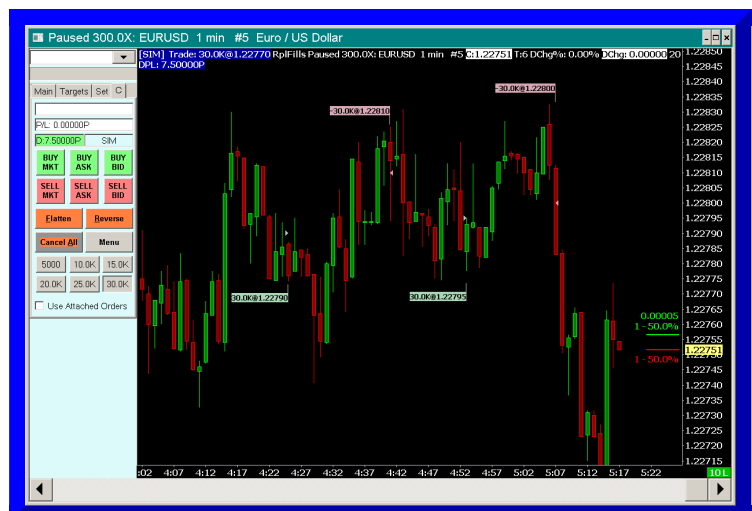 Paused 300.0X: EURUSD 1 min #5 Euro / US Dollar
[SIM] Trade: 30.0K@1.22770 RplFills Paused 300.0X: EURUSD 1 min #5 C:1.22751 T:6 DChg%: 0.00% DChg: 0.00000 20
DPL: 7.50000P
Main Targets Set C
P/L: 0.00000P
D:7.50000P SIM
BUY MKT BUY ASK BUY BID
SELL MKT SELL ASK SELL BID
Flatten Reverse
Cancel All Menu
5000 10.0K 15.0K
20.0K 25.0K 30.0K
Use Attached Orders
-30.0K@1.22810
-30.0K@1.22800
30.0K@1.22790
30.0K@1.22795
0.00005
1 - 50.0%
1 - 50.0%
1.22850
1.22845
1.22840
1.22835
1.22830
1.22825
1.22820
1.22815
1.22810
1.22805
1.22800
1.22795
1.22790
1.22785
1.22780
1.22775
1.22770
1.22765
1.22760
1.22755
1.22751
1.22745
1.22740
1.22735
1.22730
1.22725
1.22720
1.22715
:02 4:07 4:12 4:17 4:22 4:27 4:32 4:37 4:42 4:47 4:52 4:57 5:02 5:07 5:12 5:17 5:22
10 L